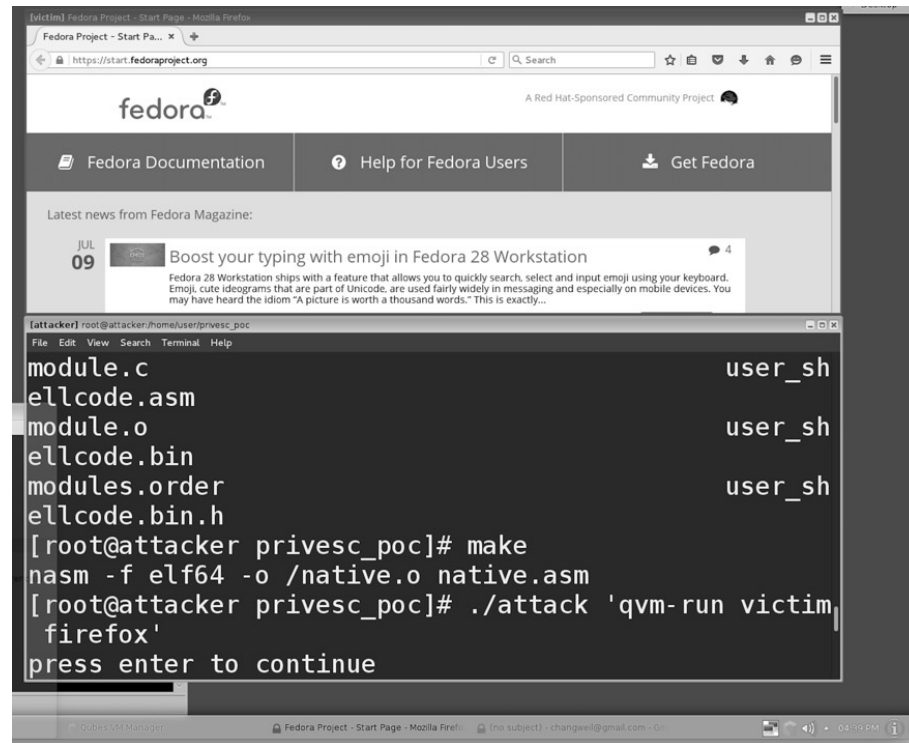 [victim] Fedora Project - Start Page - Mozilla Firefox
Fedora Project - Start Pa... × +
https://start.fedoraproject.org
Search
fedora
A Red Hat-Sponsored Community Project
Fedora Documentation
Help for Fedora Users
Get Fedora
Latest news from Fedora Magazine:
JUL
09
Boost your typing with emoji in Fedora 28 Workstation
4
Fedora 28 Workstation ships with a feature that allows you to quickly search, select and input emoji using your keyboard.
Emoji, cute ideograms that are part of Unicode, are used fairly widely in messaging and especially on mobile devices. You
may have heard the idiom “A picture is worth a thousand words.” This is exactly...
[attacker] root@attacker:/home/user/privesc_poc
File Edit View Search Terminal Help
module.c user_sh
ellcode.asm
module.o user_sh
ellcode.bin
modules.order user_sh
ellcode.bin.h
[root@attacker privesc_poc]# make
nasm -f elf64 -o /native.o native.asm
[root@attacker privesc_poc]# ./attack 'qvm-run victim
firefox'
press enter to continue
Qubes VM Manager
Fedora Project - Start Page - Mozilla Firef
(no subject) - changweil@gmail.com - G
04:39 PM